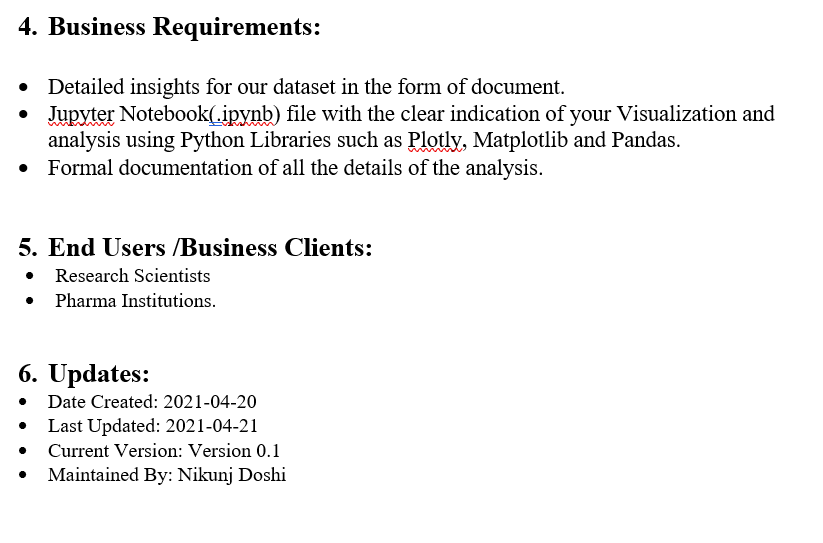 4. Business Requirements:
• Detailed insights for our dataset in the form of document.
• Jupyter Notebook(.ipynb) file with the clear indication of your Visualization and
analysis using Python Libraries such as Plotly, Matplotlib and Pandas.
• Formal documentation of all the details of the analysis.
5. End Users /Business Clients:
• Research Scientists
• Pharma Institutions.
6. Updates:
• Date Created: 2021-04-20
• Last Updated: 2021-04-21
• Current Version: Version 0.1
• Maintained By: Nikunj Doshi